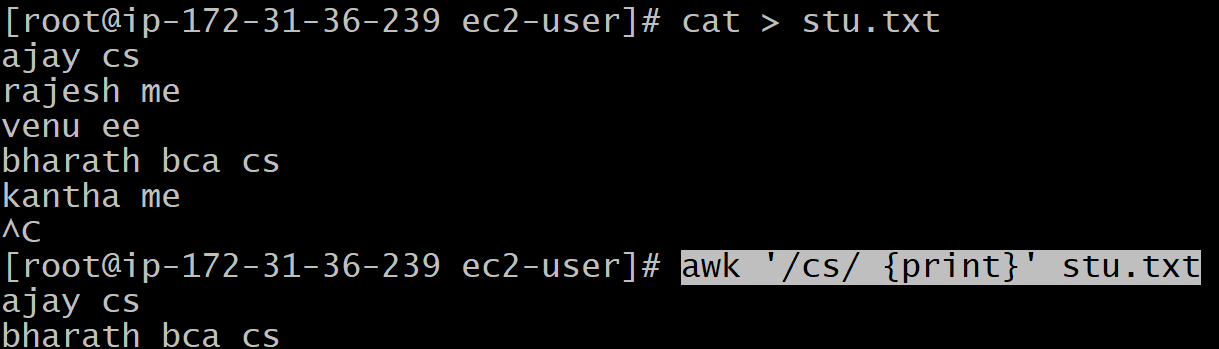 [root@ip-172-31-36-239 ec2-user]# cat > stu.txt
ajay cs
rajesh me
venu ee
bharath bca cs
kantha me
^C
[root@ip-172-31-36-239 ec2-user]# awk '/cs/ {print}' stu.txt
ajay cs
bharath bca cs